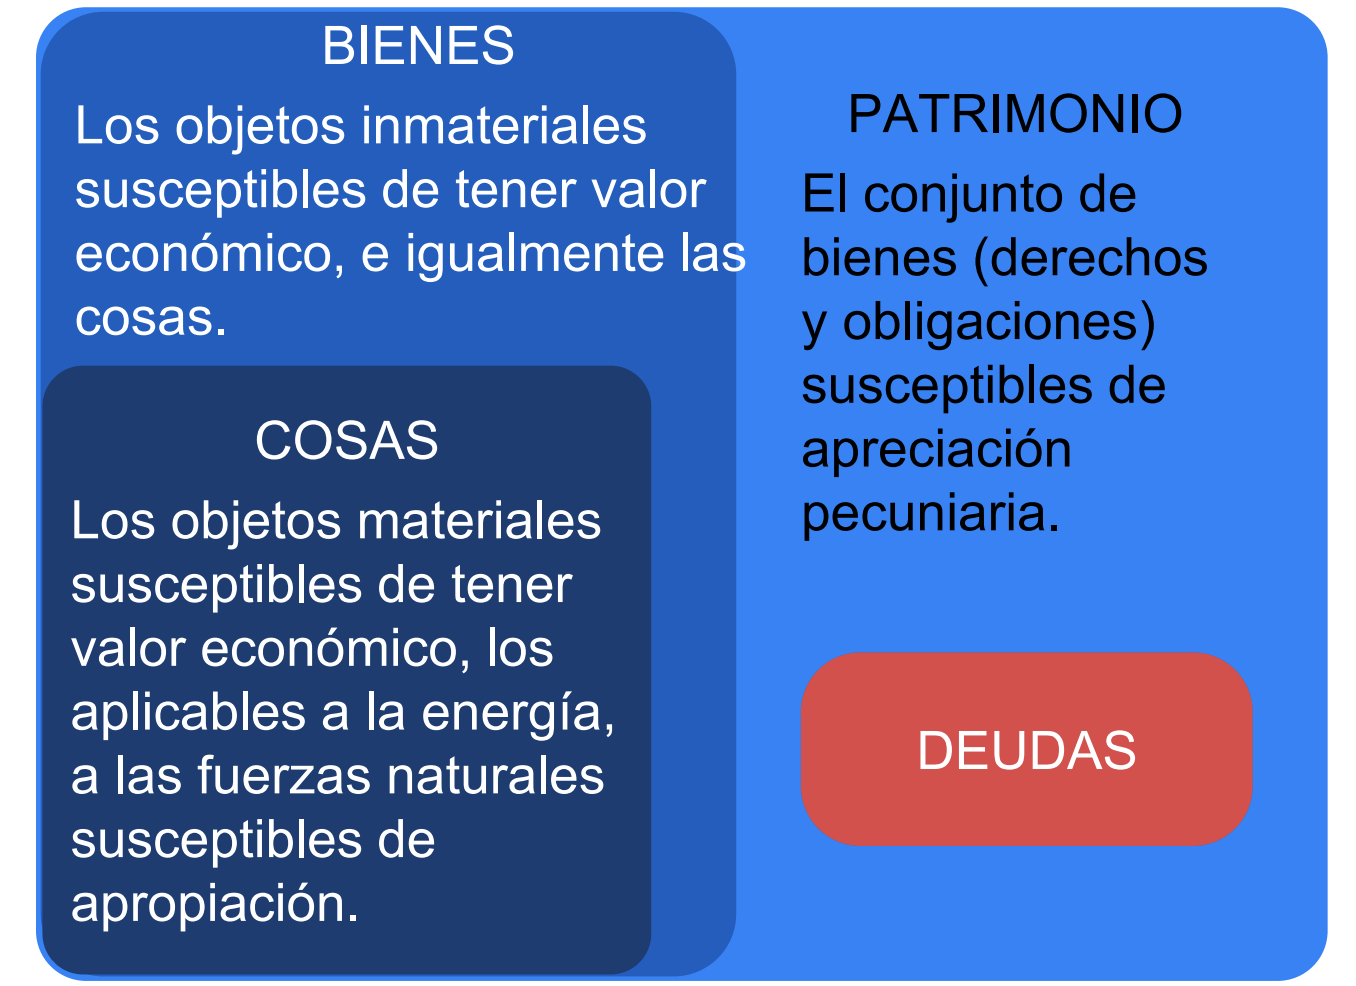 BIENES
Los objetos inmateriales
susceptibles de tener valor
económico, e igualmente las
cosas.
COSAS
Los objetos materiales
susceptibles de tener
valor económico, los
aplicables a la energía,
a las fuerzas naturales
susceptibles de
apropiación.
PATRIMONIO
El conjunto de
bienes (derechos
y obligaciones)
susceptibles de
apreciación
pecuniaria.
DEUDAS